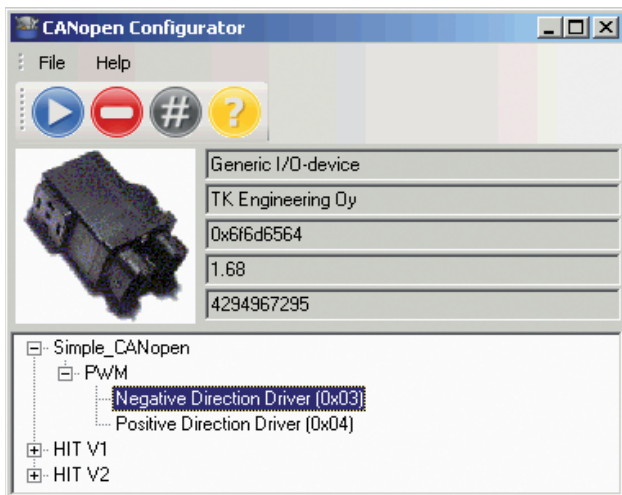 CANopen Configurator
File Help
#
?
Generic I/O-device
TK Engineering Oy
0x6f6d6564
1.68
4294967295
Simple_CANopen
PWM
Negative Direction Driver (0x03)
Positive Direction Driver (0x04)
HIT V1
HIT V2